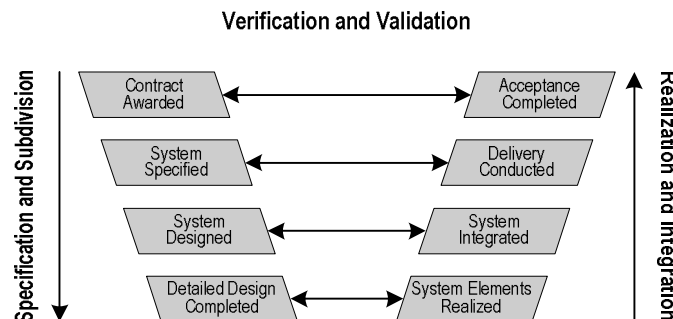 Verification and Validation
Specification and Subdivision
Contract
Awarded
Acceptance
Completed
System
Specified
Delivery
Conducted
System
Designed
System
Integrated
Detailed Design
Completed
System Elements
Realized
Realization and Integration